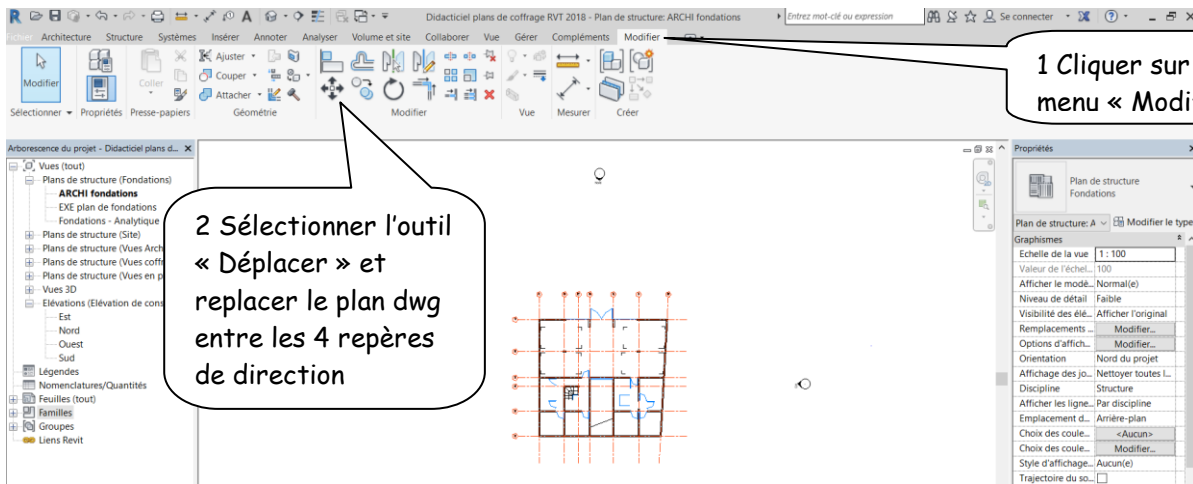 Didacticiel plans de coffrage RVT 2018 - Plan de structure: ARCHI fondations
Entrez mot-clé ou expression
Se connecter
Fichier Architecture Structure Systèmes Insérer Annoter Analyser Volume et site Collaborer Vue Gérer Compléments Modifier
Modifier
Coller
Ajuster
Couper
Attacher
Sélectionner Propriétés Presse-papiers Géométrie Modifier Vue Mesurer Créer
1 Cliquer sur
menu « Modi
Arborescence du projet - Didacticiel plans d...
Vues (tout)
Plans de structure (Fondations)
ARCHI fondations
EXE plan de fondations
Fondations - Analytique
Plans de structure (Site)
Plans de structure (Vues Arch
Plans de structure (Vues coffr
Plans de structure (Vues en p
Vues 3D
Elévations (Elévation de cons
Est
Nord
Ouest
Sud
Légendes
Nomenclatures/Quantités
Feuilles (tout)
Familles
Groupes
Liens Revit
2 Sélectionner l’outil
« Déplacer » et
replacer le plan dwg
entre les 4 repères
de direction
Propriétés
Plan de structure
Fondations
Plan de structure: A Modifier le type
Graphismes
Echelle de la vue 1 : 100
Valeur de l'échel... 100
Afficher le modè... Normal(e)
Niveau de détail Faible
Visibilité des élé... Afficher l'original
Remplacements ... Modifier...
Options d'affich... Modifier...
Orientation Nord du projet
Affichage des jo... Nettoyer toutes l...
Discipline Structure
Afficher les ligne... Par discipline
Emplacement d... Arrière-plan
Choix des coule... <Aucun>
Choix des coule... Modifier...
Style d'affichage... Aucun(e)
Trajectoire du so...